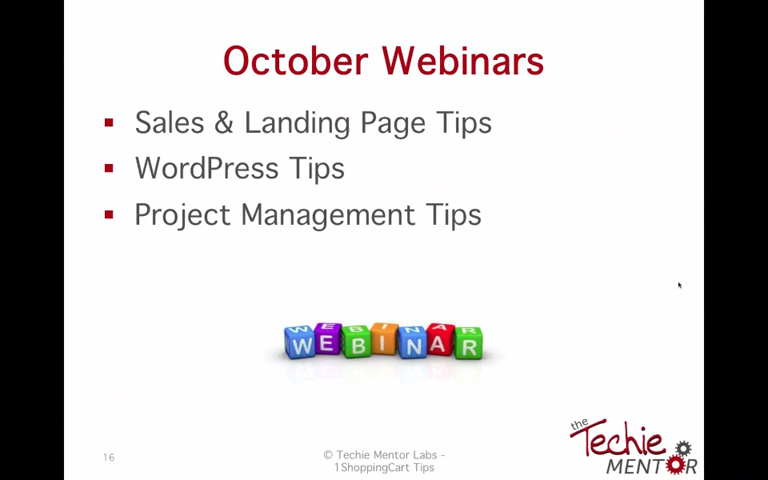 October Webinars
Sales & Landing Page Tips
WordPress Tips
Project Management Tips
WEBINAR
WEBINAR
the
Techie
MENTOR
16
© Techie Mentor Labs -
1ShoppingCart Tips